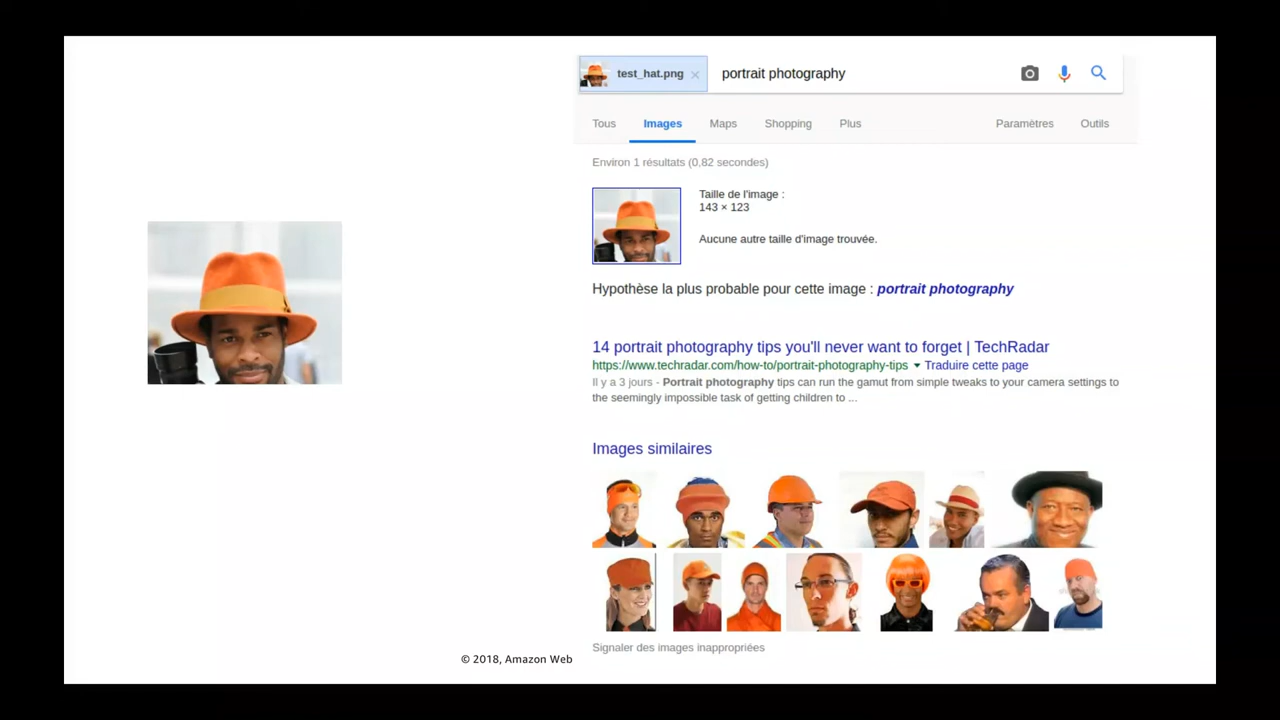 test_hat.png × portrait photography
Tous Images Maps Shopping Plus Paramètres Outils
Environ 1 résultats (0,82 secondes)
Taille de l'image :
143 × 123
Aucune autre taille d'image trouvée.
Hypothèse la plus probable pour cette image : portrait photography
14 portrait photography tips you'll never want to forget | TechRadar
https://www.techradar.com/how-to/portrait-photography-tips Traduire cette page
Il y a 3 jours - Portrait photography tips can run the gamut from simple tweaks to your camera settings to
the seemingly impossible task of getting children to ...
Images similaires
Signaler des images inappropriées
© 2018, Amazon Web